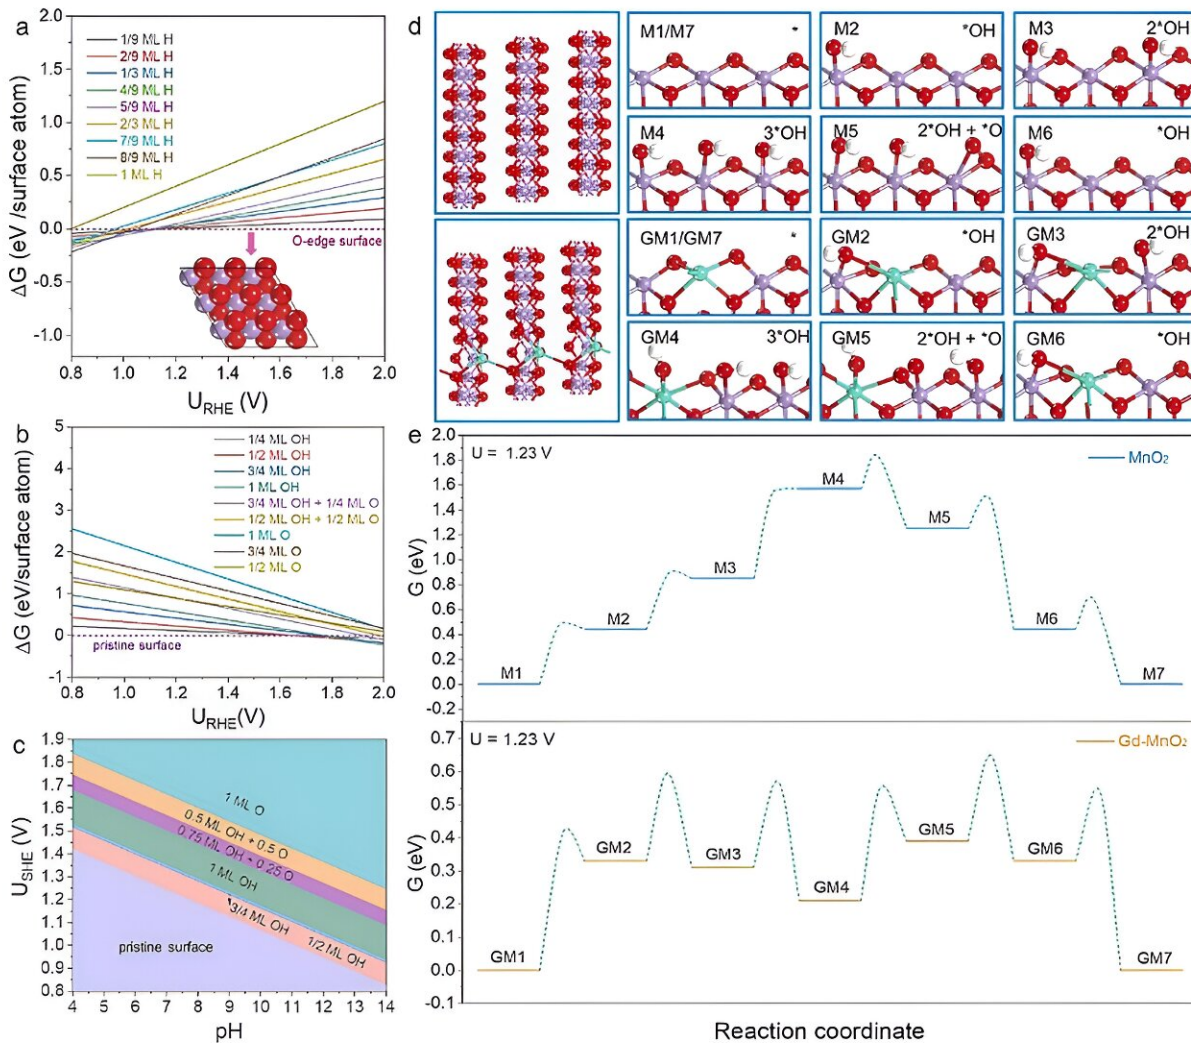 a
2.0
1.5
1.0
0.5
0.0
-0.5
-1.0
ΔG (eV /surface atom)
1/9 ML H
2/9 ML H
1/3 ML H
4/9 ML H
5/9 ML H
2/3 ML H
7/9 ML H
8/9 ML H
1 ML H
O-edge surface
0.8 1.0 1.2 1.4 1.6 1.8 2.0
U_RHE (V)
b
5
4
3
2
1
0
-1
ΔG (eV/surface atom)
1/4 ML OH
1/2 ML OH
3/4 ML OH
1 ML OH
3/4 ML OH + 1/4 ML O
1/2 ML OH + 1/2 ML O
1 ML O
3/4 ML O
1/2 ML O
pristine surface
0.8 1.0 1.2 1.4 1.6 1.8 2.0
U_RHE(V)
c
1.9
1.8
1.7
1.6
1.5
1.4
1.3
1.2
1.1
1.0
0.9
0.8
U_SHE (V)
1 ML O
0.5 ML OH + 0.5 O
0.75 ML OH + 0.25 O
1 ML OH
3/4 ML OH
1/2 ML OH
pristine surface
4 5 6 7 8 9 10 11 12 13 14
pH
d
M1/M7 *
M2 *OH
M3 2*OH
M4 3*OH
M5 2*OH + *O
M6 *OH
GM1/GM7 *
GM2 *OH
GM3 2*OH
GM4 3*OH
GM5 2*OH + *O
GM6 *OH
e
2.0
1.8
1.6
1.4
1.2
1.0
0.8
0.6
0.4
0.2
0.0
-0.2
G (eV)
U = 1.23 V
MnO₂
M1
M2
M3
M4
M5
M6
M7
0.7
0.6
0.5
0.4
0.3
0.2
0.1
0.0
-0.1
G (eV)
U = 1.23 V
Gd-MnO₂
GM1
GM2
GM3
GM4
GM5
GM6
GM7
Reaction coordinate